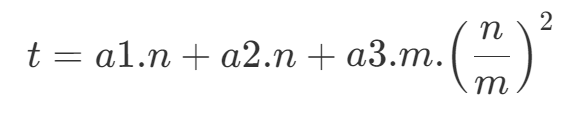 t = a1.n + a2.n + a3.m.(n/m)^2